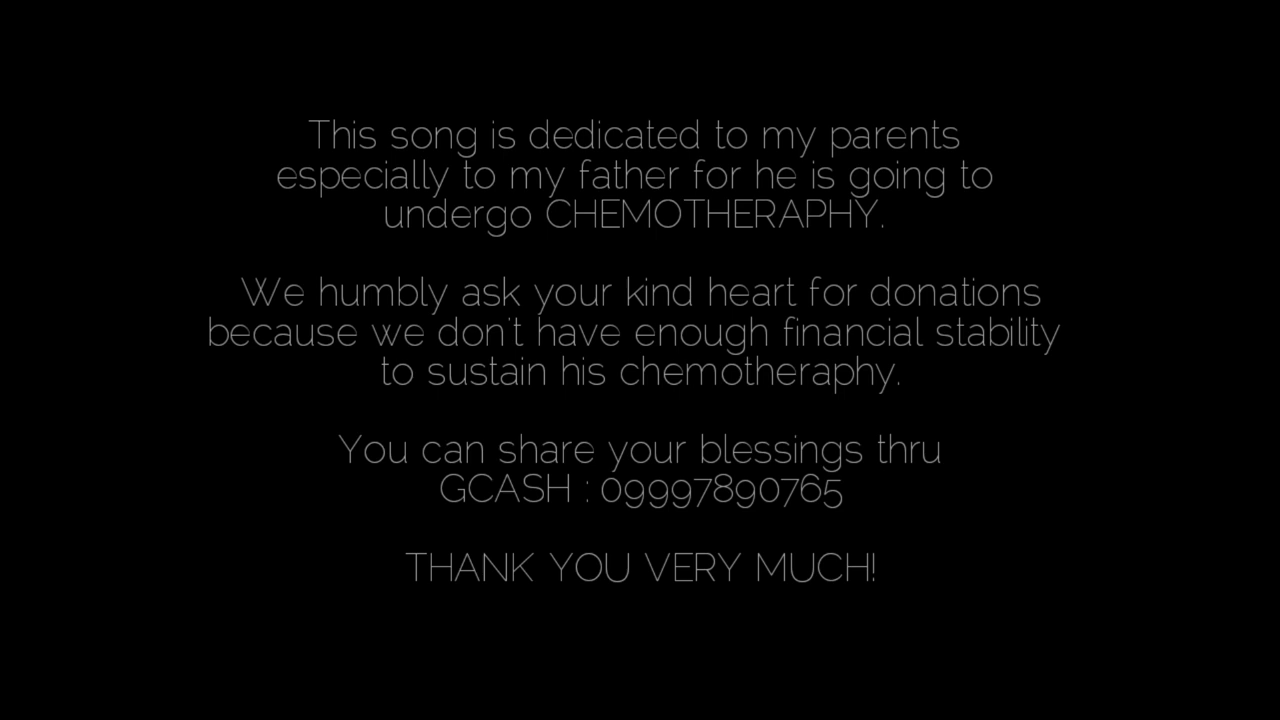 This song is dedicated to my parents
especially to my father for he is going to
undergo CHEMOTHERAPHY.
We humbly ask your kind heart for donations
because we don't have enough financial stability
to sustain his chemotheraphy.
You can share your blessings thru
GCASH : 09997890765
THANK YOU VERY MUCH!